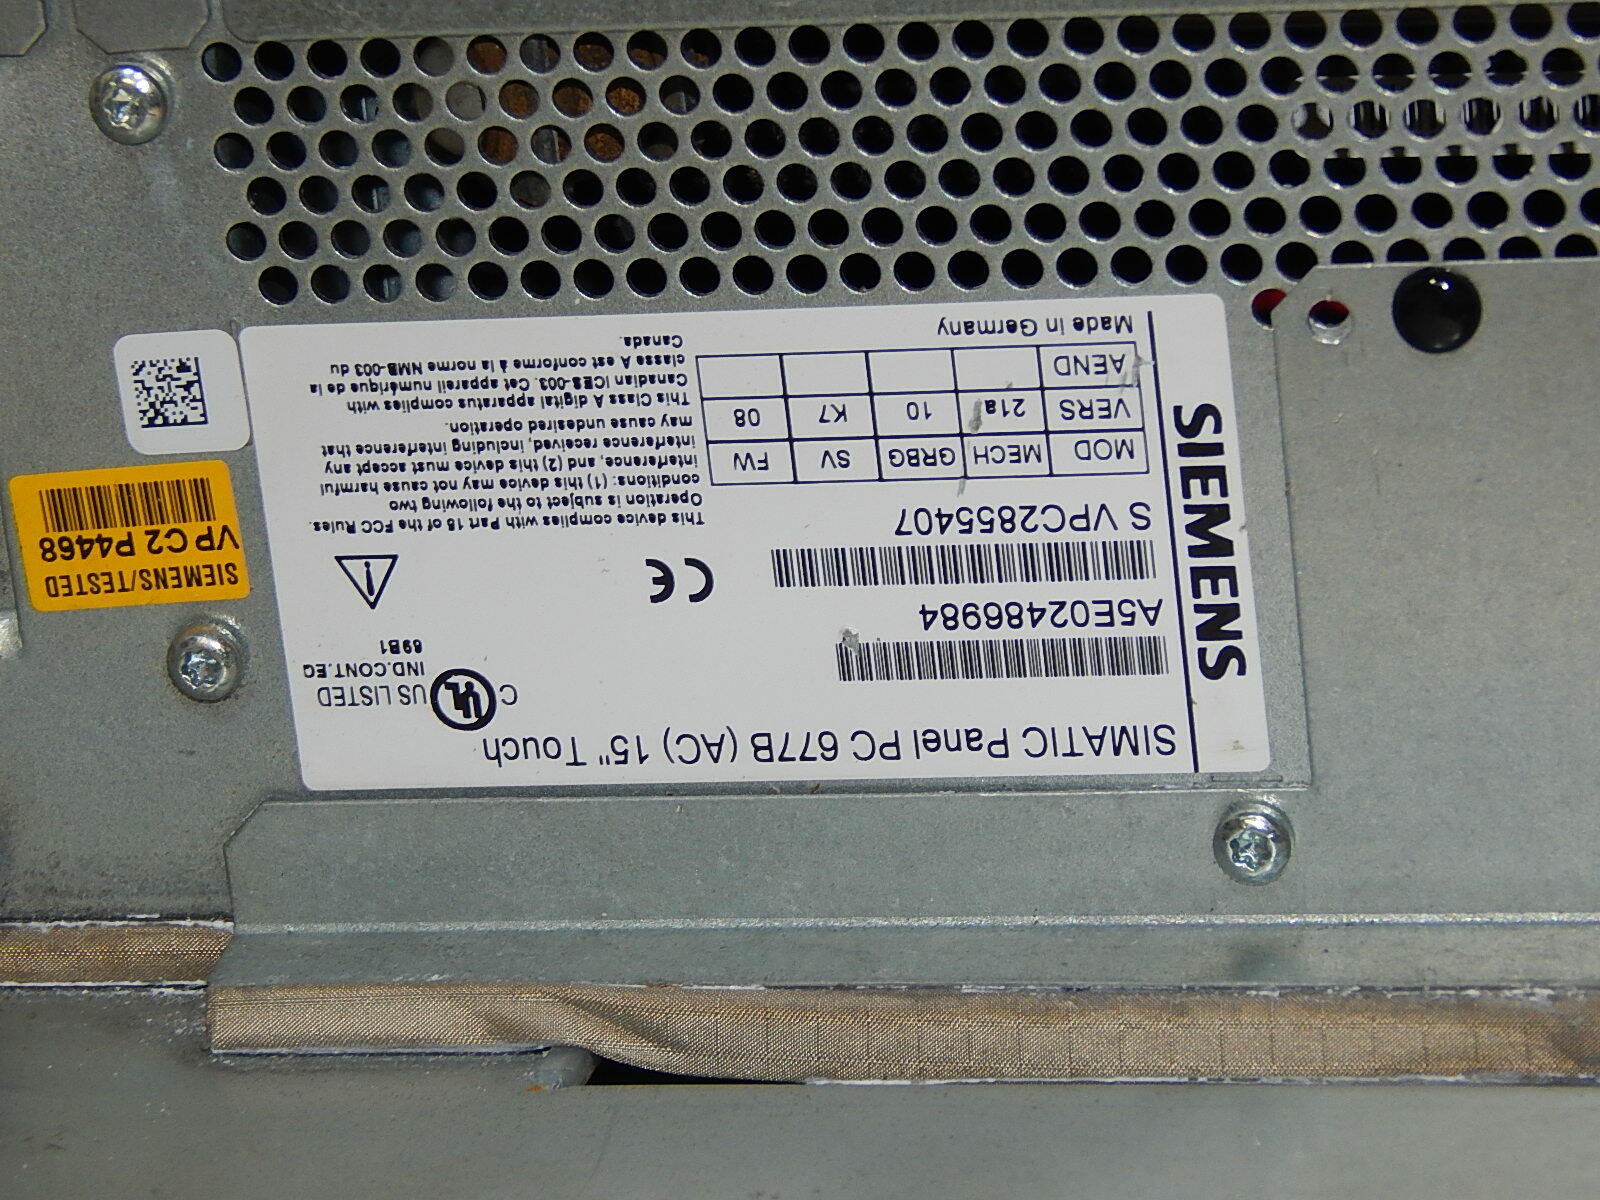 SIEMENS
SIMATIC Panel PC 677B (AC) 15" Touch
A5E02486984
S VPC2855407
MOD MECH GRBG SV FW
VERS 21a 10 K7 08
AEND
Made in Germany
C UL US LISTED
IND.CONT.EQ
69B1
CE
This device complies with Part 15 of the FCC Rules.
Operation is subject to the following two
conditions: (1) this device may not cause harmful
interference, and (2) this device must accept any
interference received, including interference that
may cause undesired operation.
This Class A digital apparatus complies with
Canadian ICES-003. Cet appareil numérique de la
classe A est conforme à la norme NMB-003 du
Canada.
SIEMENS/TESTED
VP C2 P4468